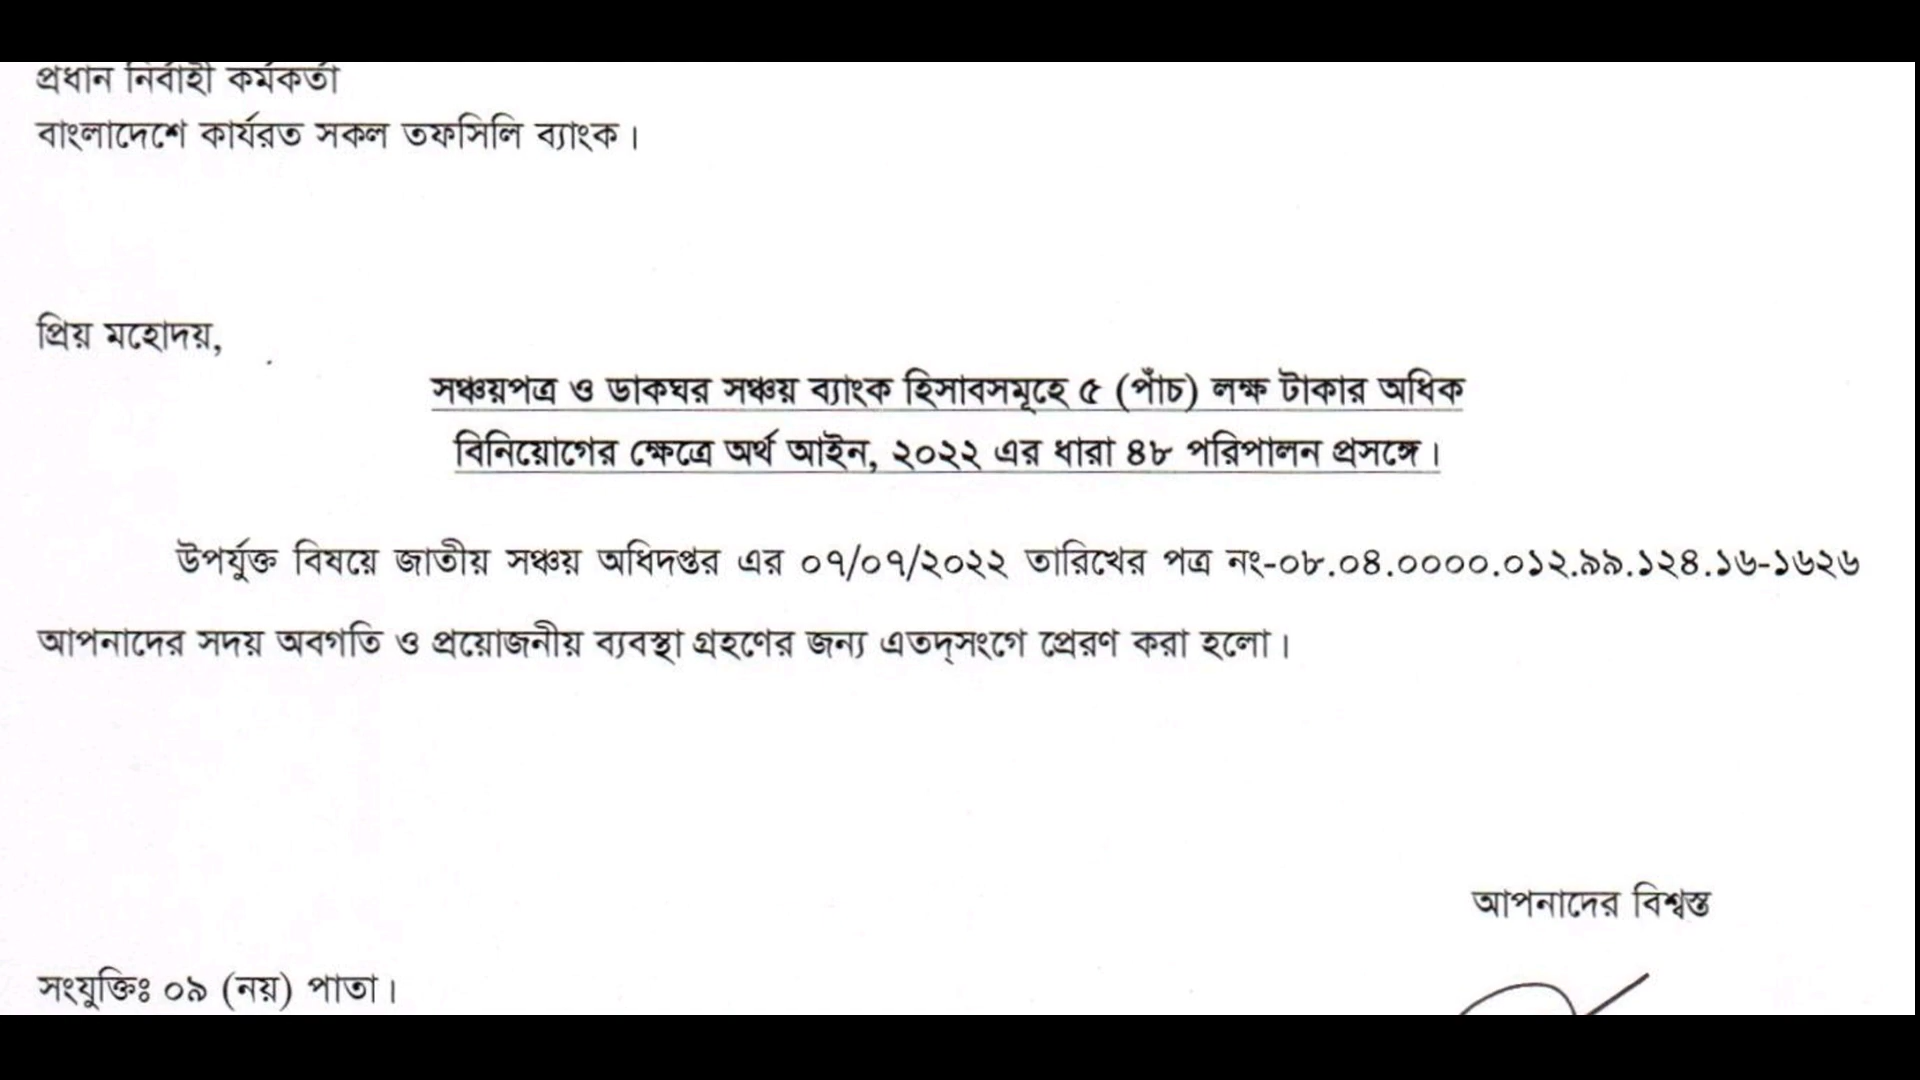 প্রধান নির্বাহী কর্মকর্তা
বাংলাদেশে কার্যরত সকল তফসিলি ব্যাংক।
প্রিয় মহোদয়,
সঞ্চয়পত্র ও ডাকঘর সঞ্চয় ব্যাংক হিসাবসমূহে ৫ (পাঁচ) লক্ষ টাকার অধিক
বিনিয়োগের ক্ষেত্রে অর্থ আইন, ২০২২ এর ধারা ৪৮ পরিপালন প্রসঙ্গে।
উপর্যুক্ত বিষয়ে জাতীয় সঞ্চয় অধিদপ্তর এর ০৭/০৭/২০২২ তারিখের পত্র নং-০৮.০৪.০০০০.০১২.৯৯.১২৪.১৬-১৬২৬
আপনাদের সদয় অবগতি ও প্রয়োজনীয় ব্যবস্থা গ্রহণের জন্য এতদ্‌সংগে প্রেরণ করা হলো।
আপনাদের বিশ্বস্ত
সংযুক্তিঃ ০৯ (নয়) পাতা।